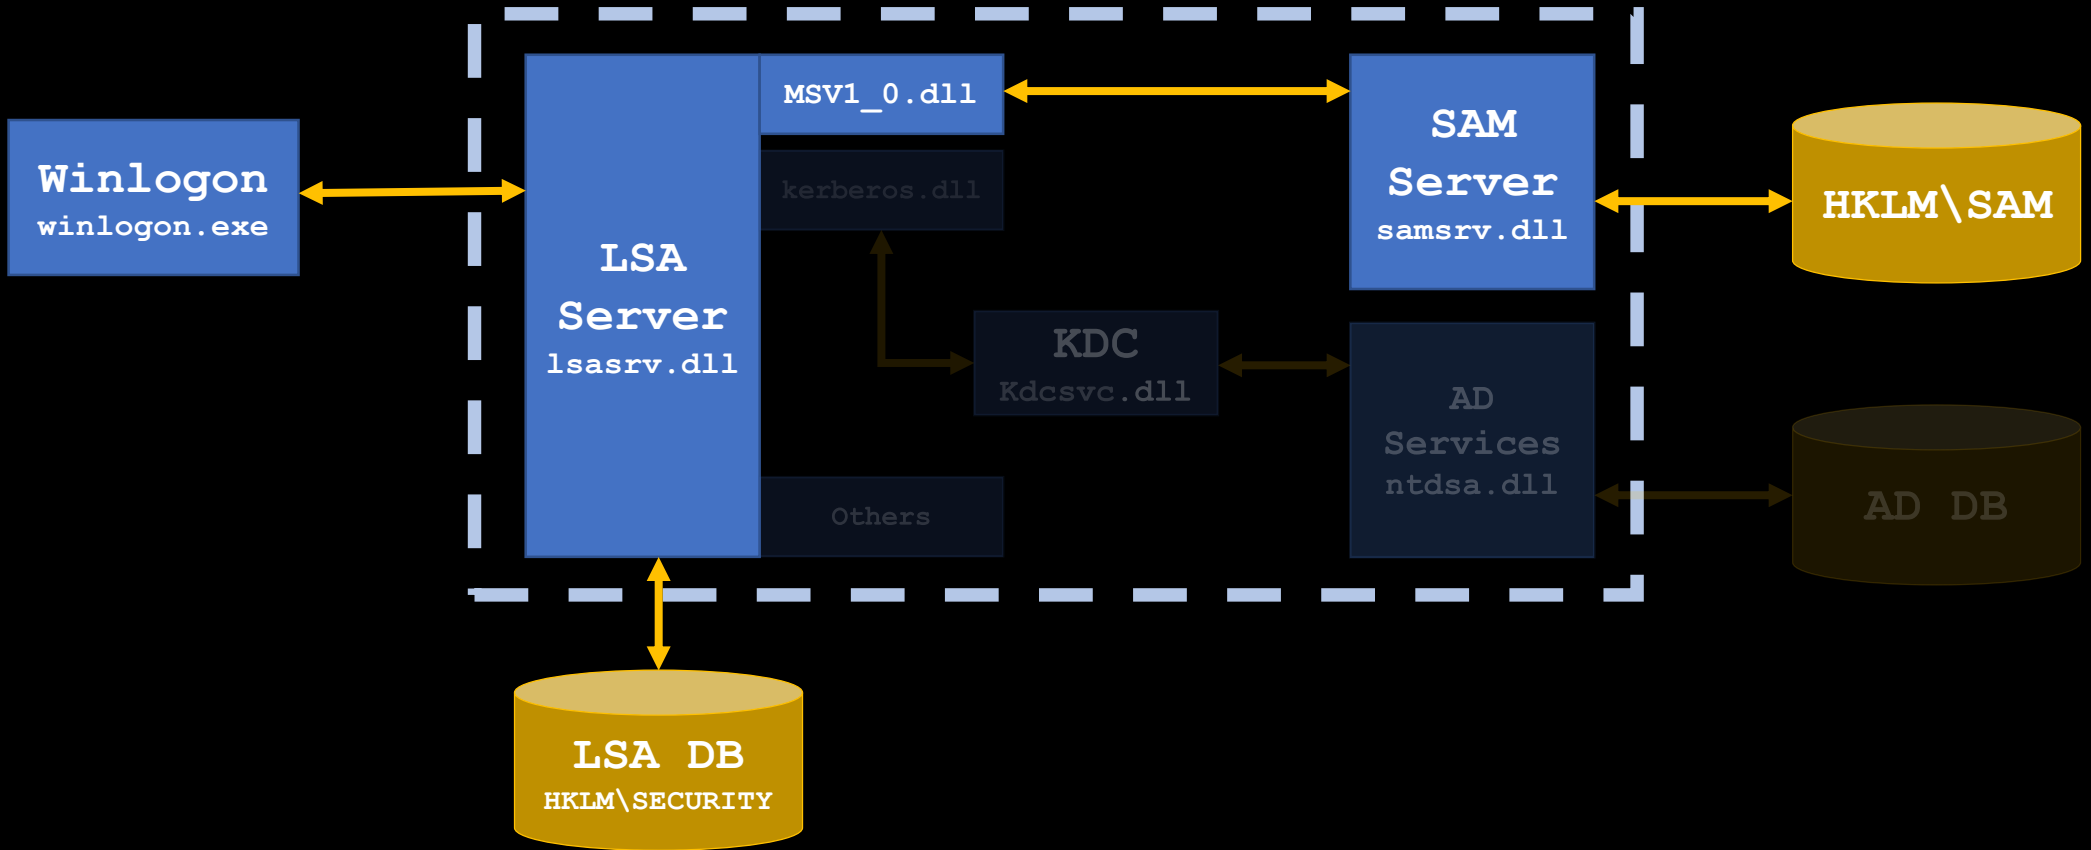 MSV1_0.dll
Winlogon
winlogon.exe
kerberos.dll
LSA
Server
lsasrv.dll
SAM
Server
samsrv.dll
HKLM\SAM
KDC
Kdcsvc.dll
AD
Services
ntdsa.dll
AD DB
Others
LSA DB
HKLM\SECURITY